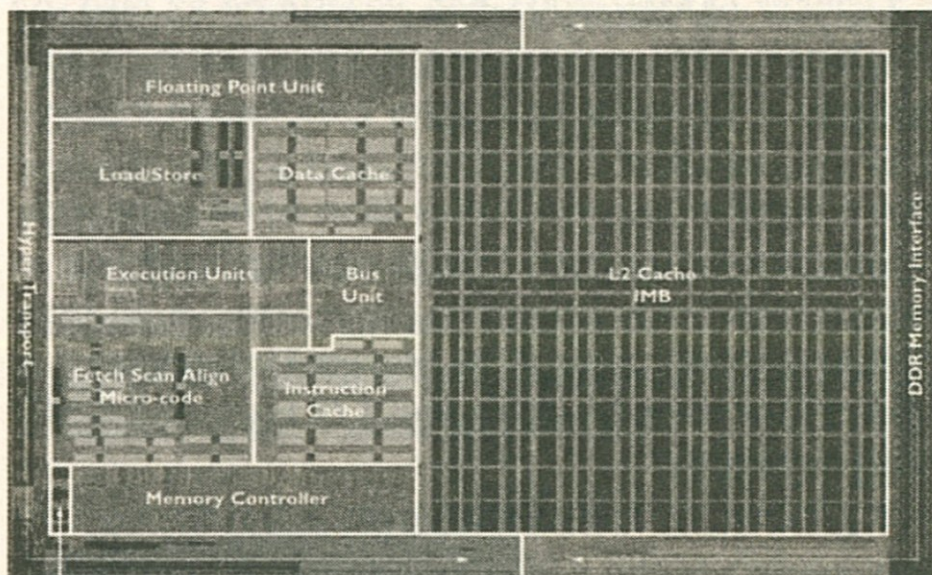 Floating Point Unit
Load/Store
Data Cache
Hyper Transport
Execution Units
Bus
Unit
L2 Cache
1MB
DDR Memory Interface
Fetch Scan Align
Micro-code
Instruction
Cache
Memory Controller